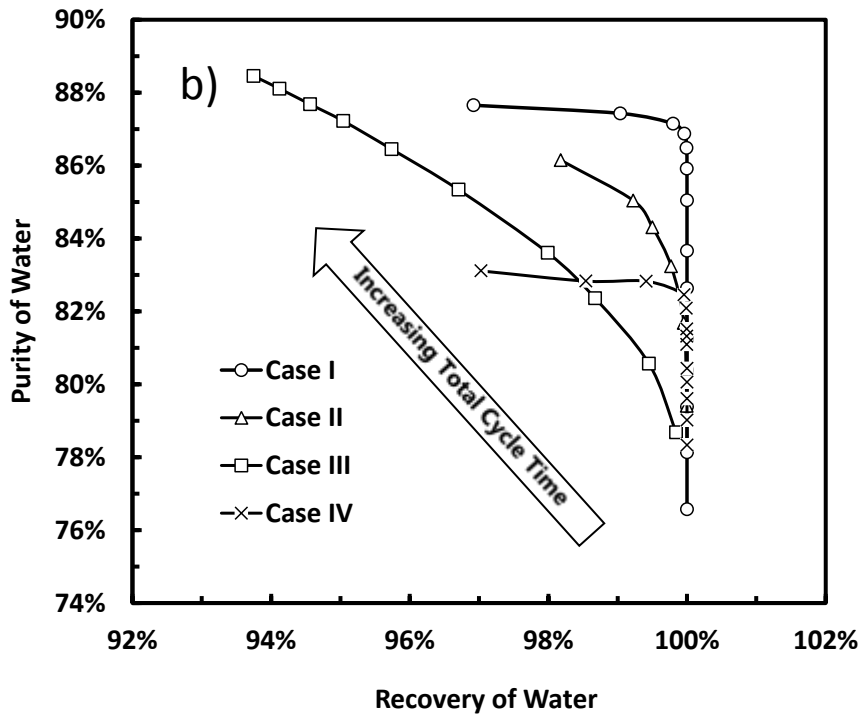 90%
b)
88%
86%
84%
82%
80%
78%
76%
74%
Purity of Water
Increasing Total Cycle Time
Case I
Case II
Case III
Case IV
92%
94%
96%
98%
100%
102%
Recovery of Water